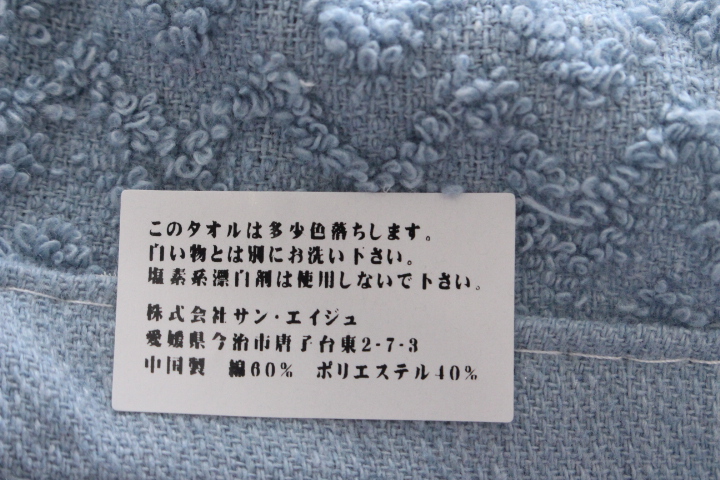 このタオルは多少色落ちします。
白い物とは別にお洗い下さい。
塩素系漂白剤は使用しないで下さい。
株式会社サン・エイジュ
愛媛県今治市唐子台東2-7-3
中国製 綿60% ポリエステル40%